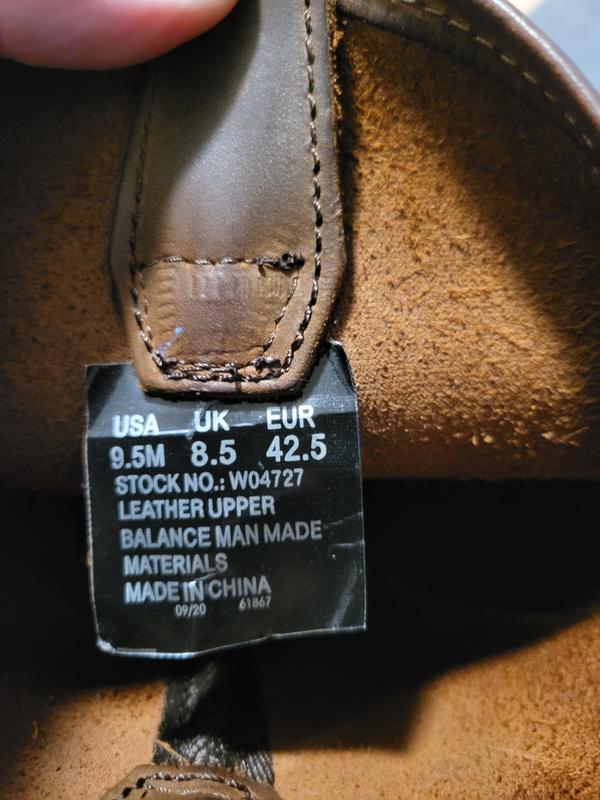 USA UK EUR
9.5M 8.5 42.5
STOCK NO.: W04727
LEATHER UPPER
BALANCE MAN MADE
MATERIALS
MADE IN CHINA
09/20 61867